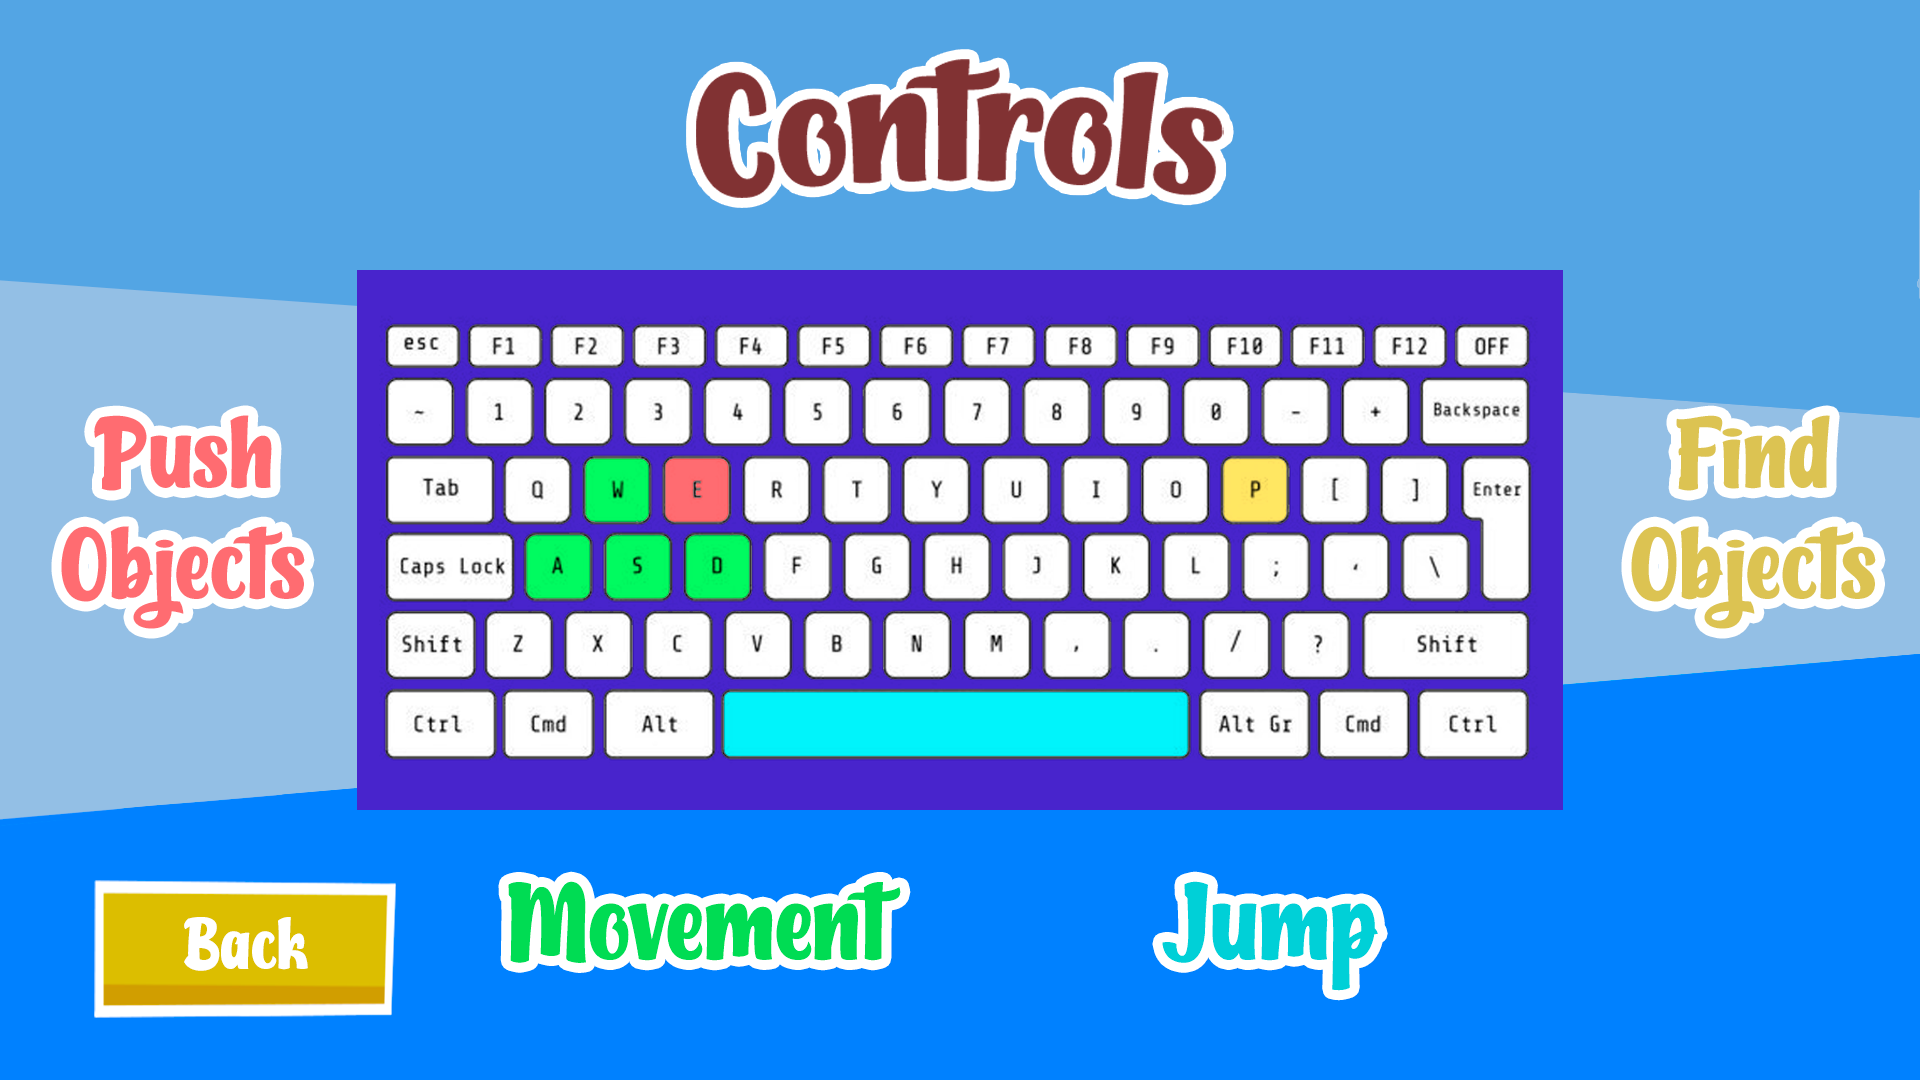 Controls
esc F1 F2 F3 F4 F5 F6 F7 F8 F9 F10 F11 F12 OFF
~ 1 2 3 4 5 6 7 8 9 0 - + Backspace
Tab Q W E R T Y U I O P [ ] Enter
Caps Lock A S D F G H J K L ; ‘ \
Shift Z X C V B N M , . / ? Shift
Ctrl Cmd Alt Alt Gr Cmd Ctrl
Push
Objects
Find
Objects
Back
Movement
Jump